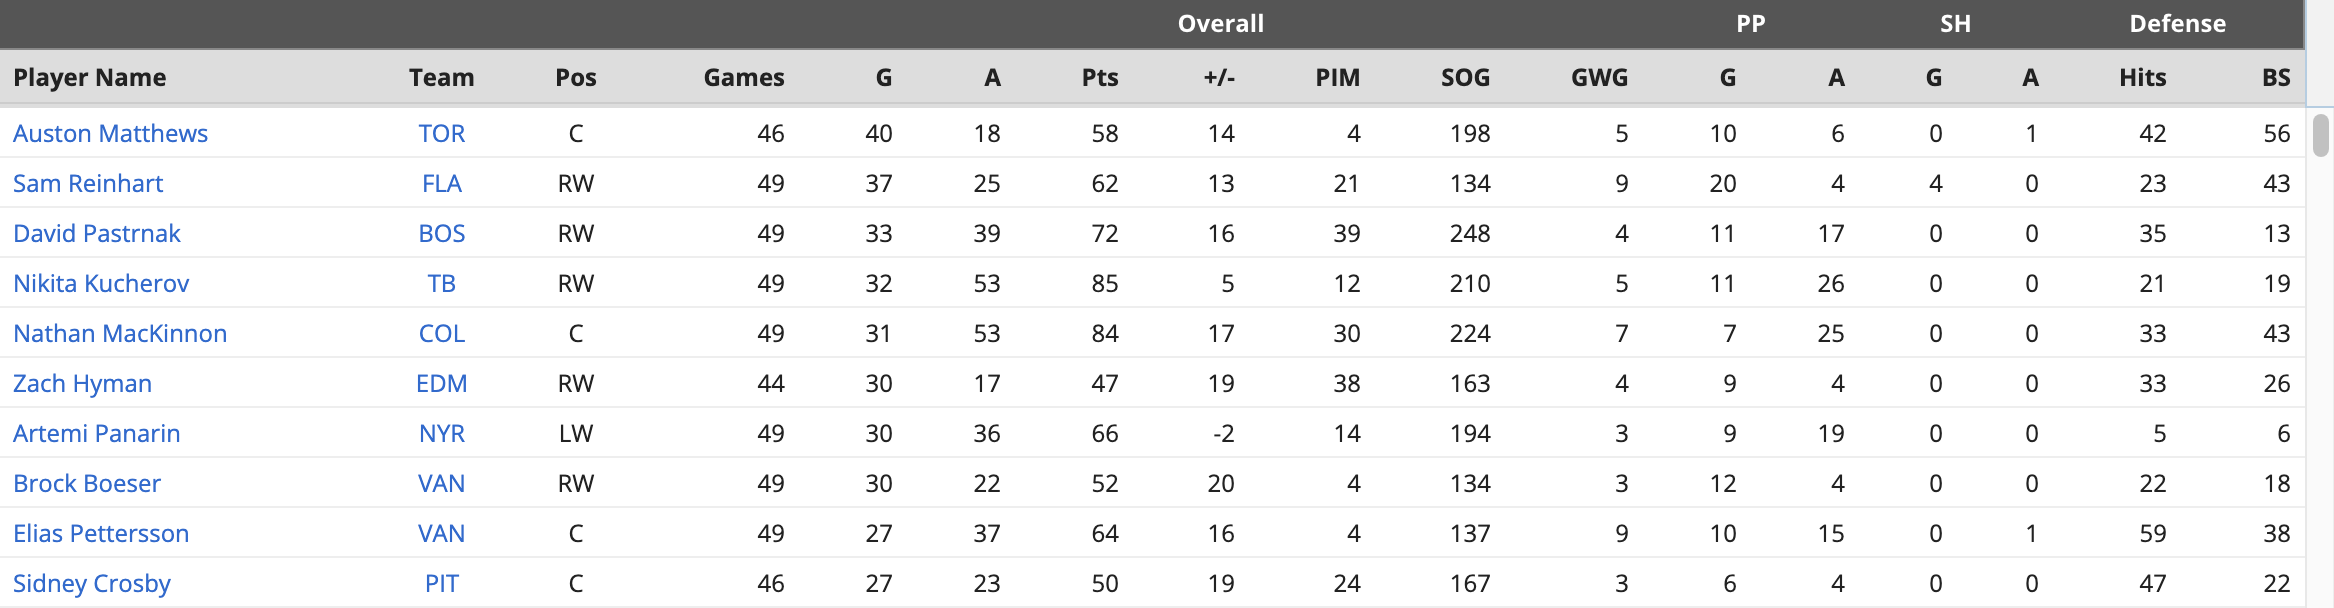 Overall PP SH Defense
Player Name Team Pos Games G A Pts +/- PIM SOG GWG G A G A Hits BS
Auston Matthews TOR C 46 40 18 58 14 4 198 5 10 6 0 1 42 56
Sam Reinhart FLA RW 49 37 25 62 13 21 134 9 20 4 4 0 23 43
David Pastrnak BOS RW 49 33 39 72 16 39 248 4 11 17 0 0 35 13
Nikita Kucherov TB RW 49 32 53 85 5 12 210 5 11 26 0 0 21 19
Nathan MacKinnon COL C 49 31 53 84 17 30 224 7 7 25 0 0 33 43
Zach Hyman EDM RW 44 30 17 47 19 38 163 4 9 4 0 0 33 26
Artemi Panarin NYR LW 49 30 36 66 -2 14 194 3 9 19 0 0 5 6
Brock Boeser VAN RW 49 30 22 52 20 4 134 3 12 4 0 0 22 18
Elias Pettersson VAN C 49 27 37 64 16 4 137 9 10 15 0 1 59 38
Sidney Crosby PIT C 46 27 23 50 19 24 167 3 6 4 0 0 47 22